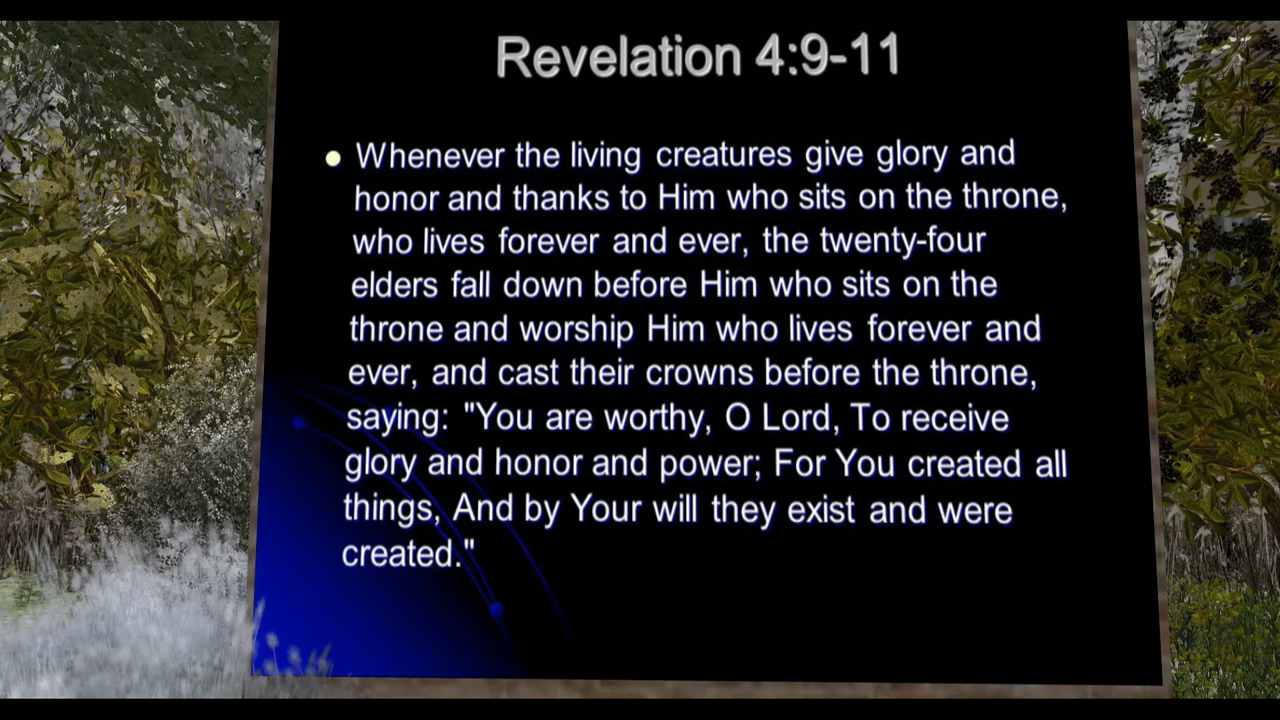 Revelation 4:9-11
Whenever the living creatures give glory and
honor and thanks to Him who sits on the throne,
who lives forever and ever, the twenty-four
elders fall down before Him who sits on the
throne and worship Him who lives forever and
ever, and cast their crowns before the throne,
saying: "You are worthy, O Lord, To receive
glory and honor and power; For You created all
things, And by Your will they exist and were
created."